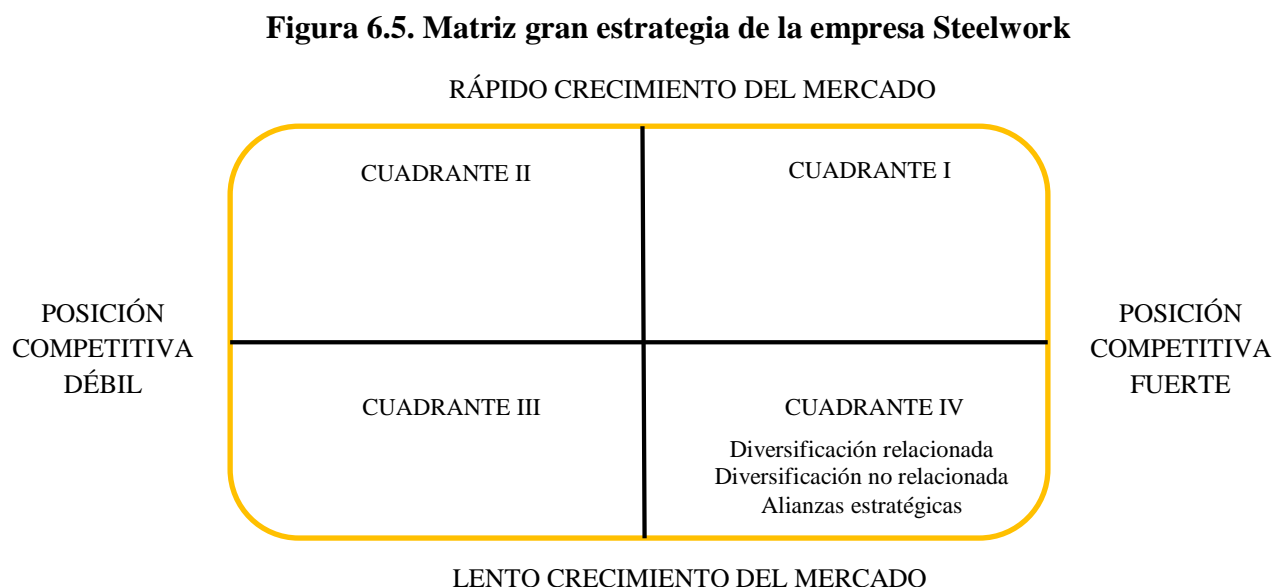 Figura 6.5. Matriz gran estrategia de la empresa Steelwork
RÁPIDO CRECIMIENTO DEL MERCADO
CUADRANTE II
CUADRANTE I
POSICIÓN
COMPETITIVA
DÉBIL
POSICIÓN
COMPETITIVA
FUERTE
CUADRANTE III
CUADRANTE IV
Diversificación relacionada
Diversificación no relacionada
Alianzas estratégicas
LENTO CRECIMIENTO DEL MERCADO